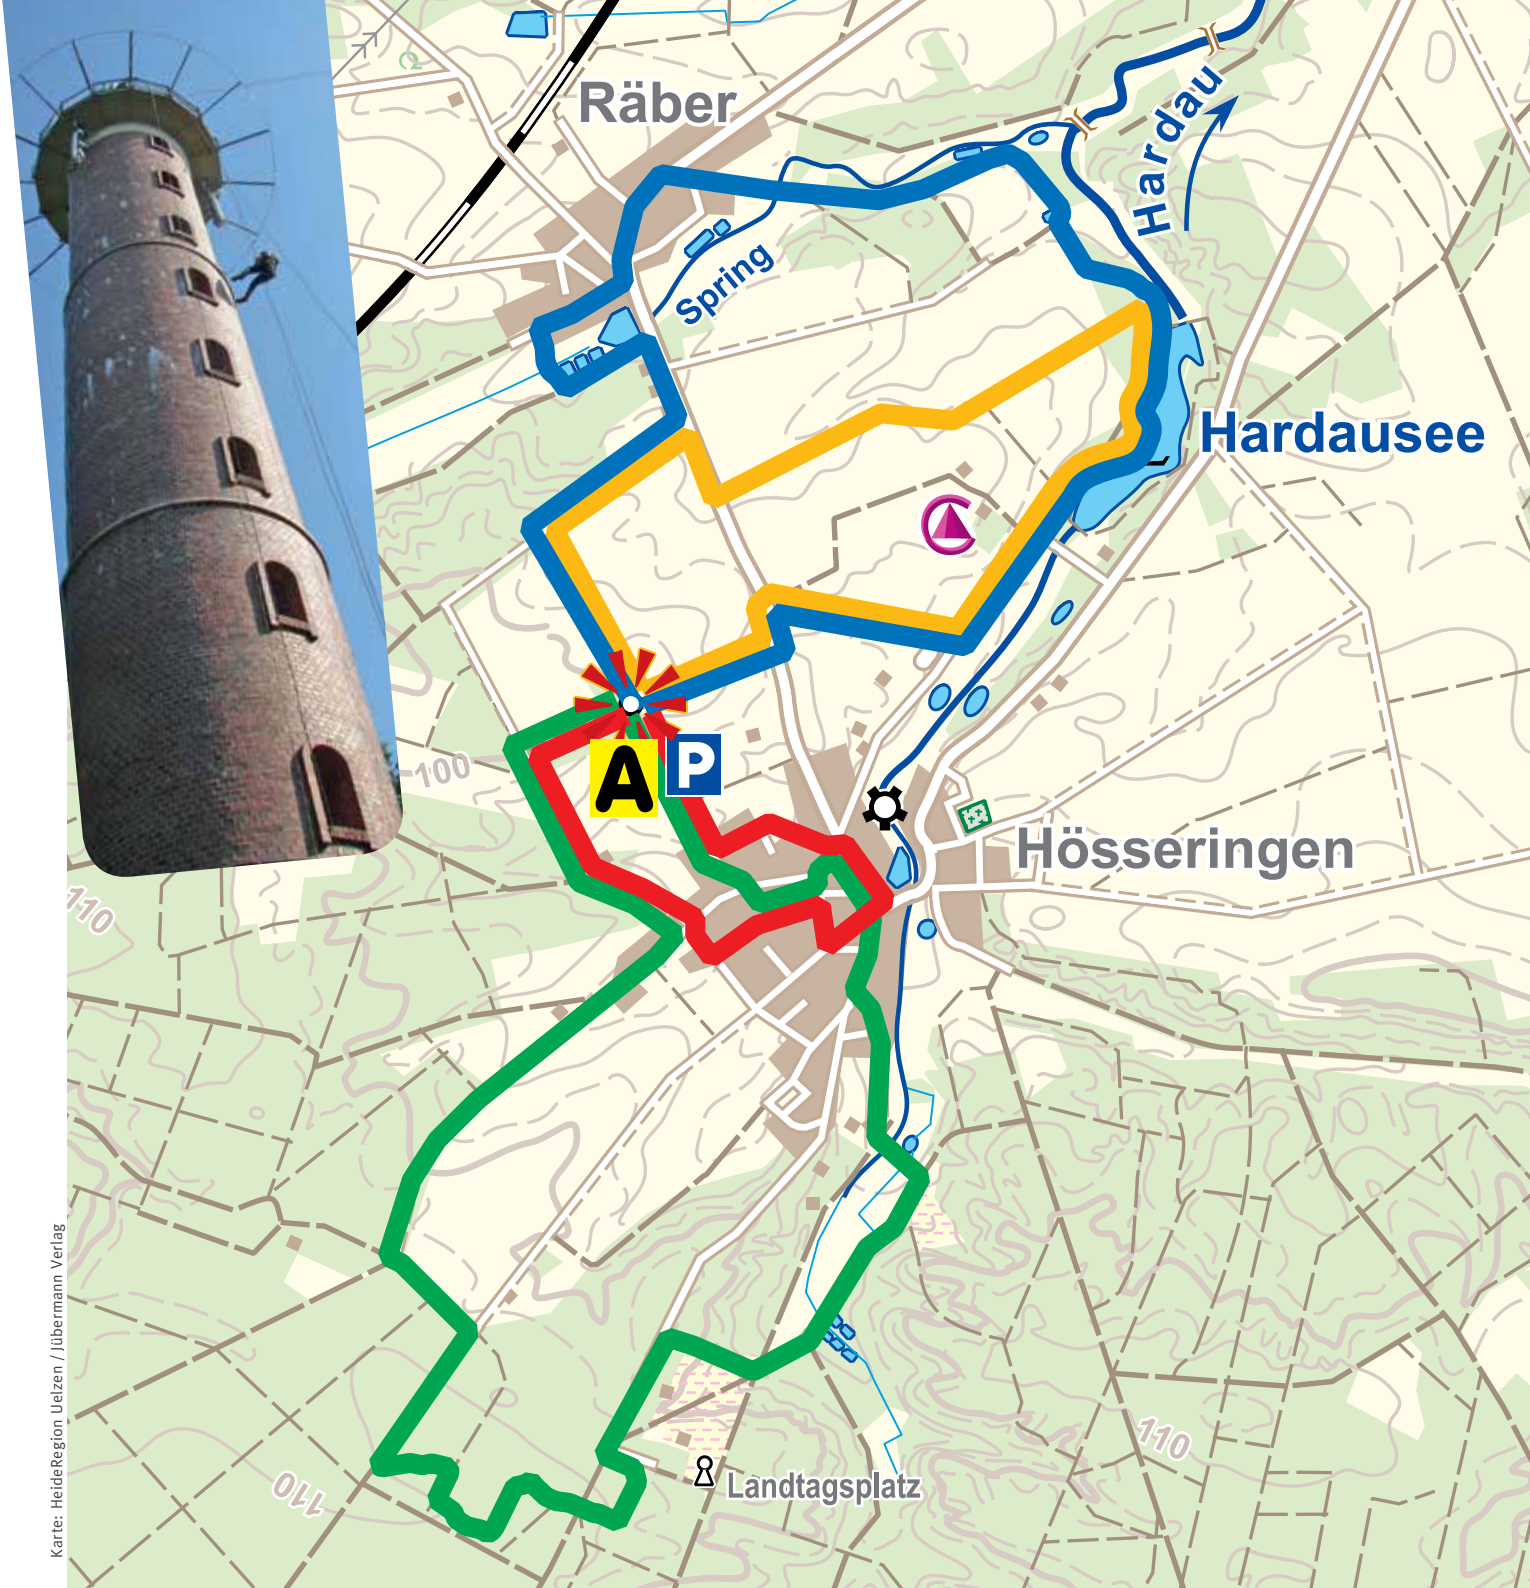 Räber
Hardau
Spring
Hardausee
A
P
100
Hösseringen
110
110
110
Landtagsplatz
Karte: HeideRegion Uelzen / Jübermann Verlag